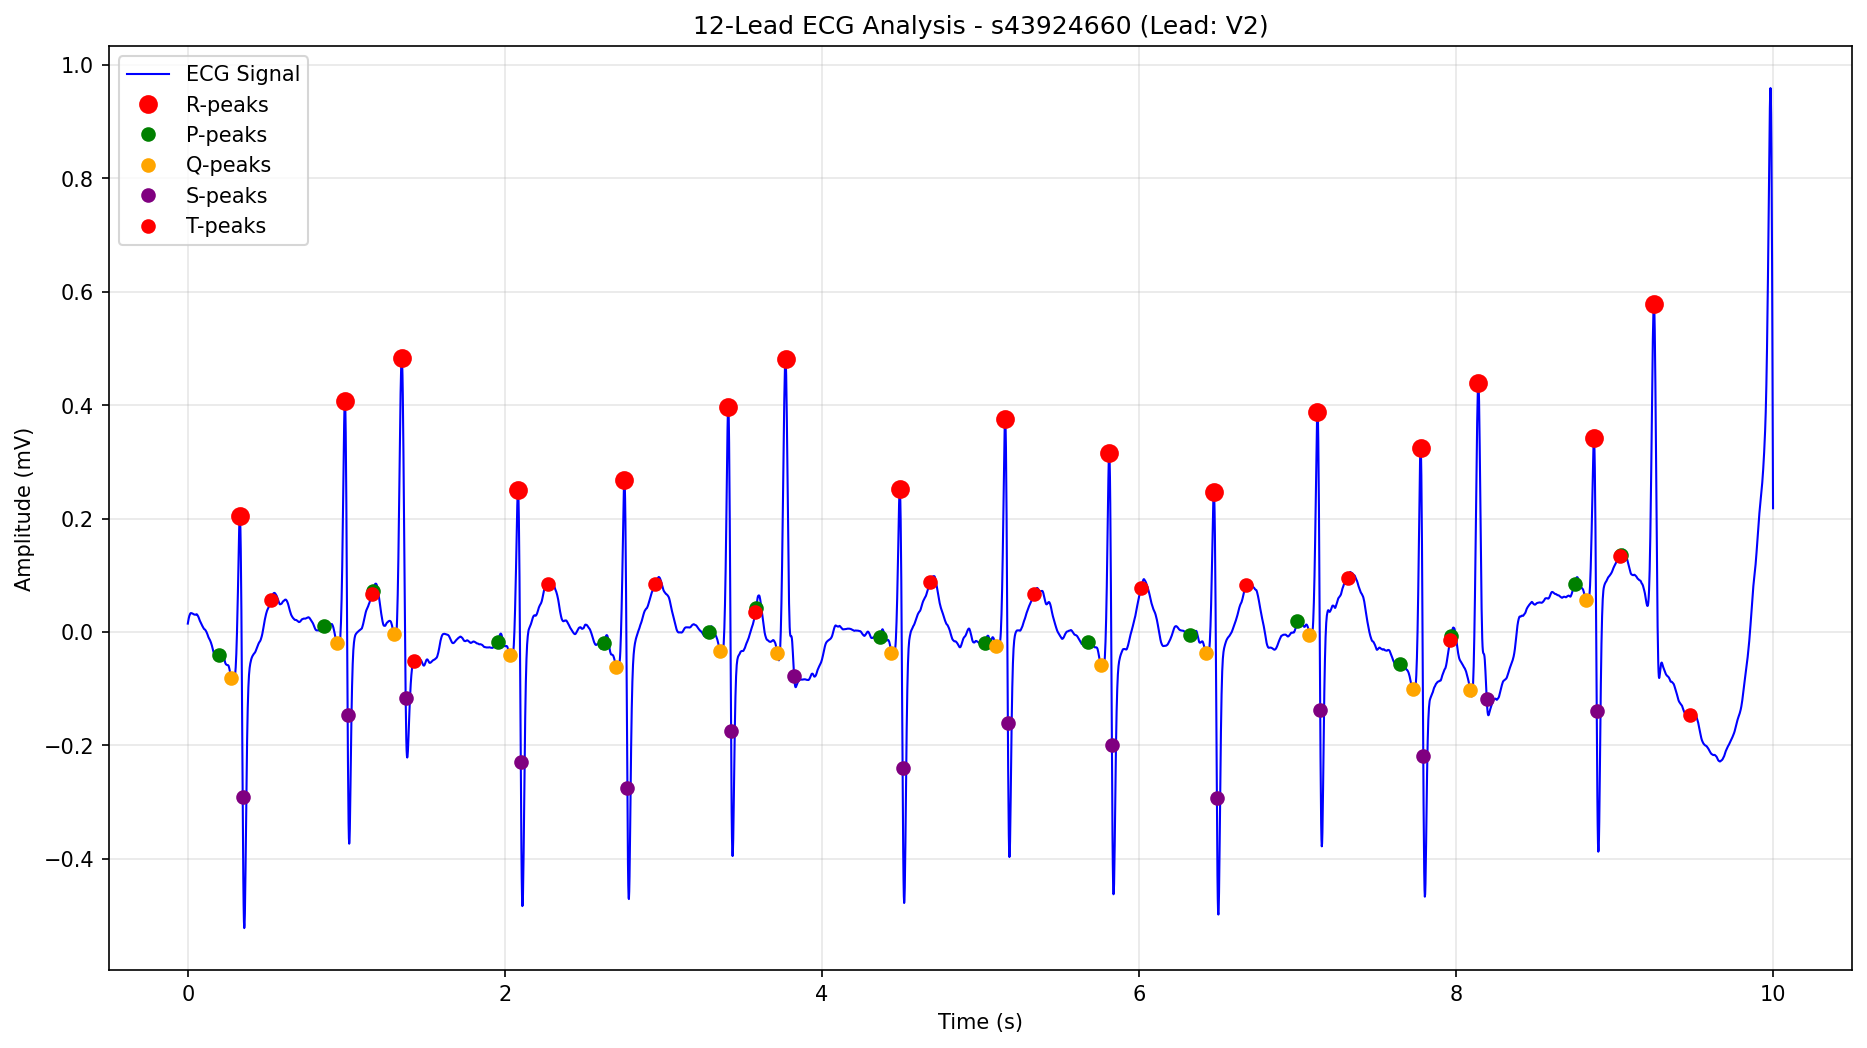 12-Lead ECG Analysis - s43924660 (Lead: V2)
ECG Signal
R-peaks
P-peaks
Q-peaks
S-peaks
T-peaks
Amplitude (mV)
1.0
0.8
0.6
0.4
0.2
0.0
−0.2
−0.4
0 2 4 6 8 10
Time (s)